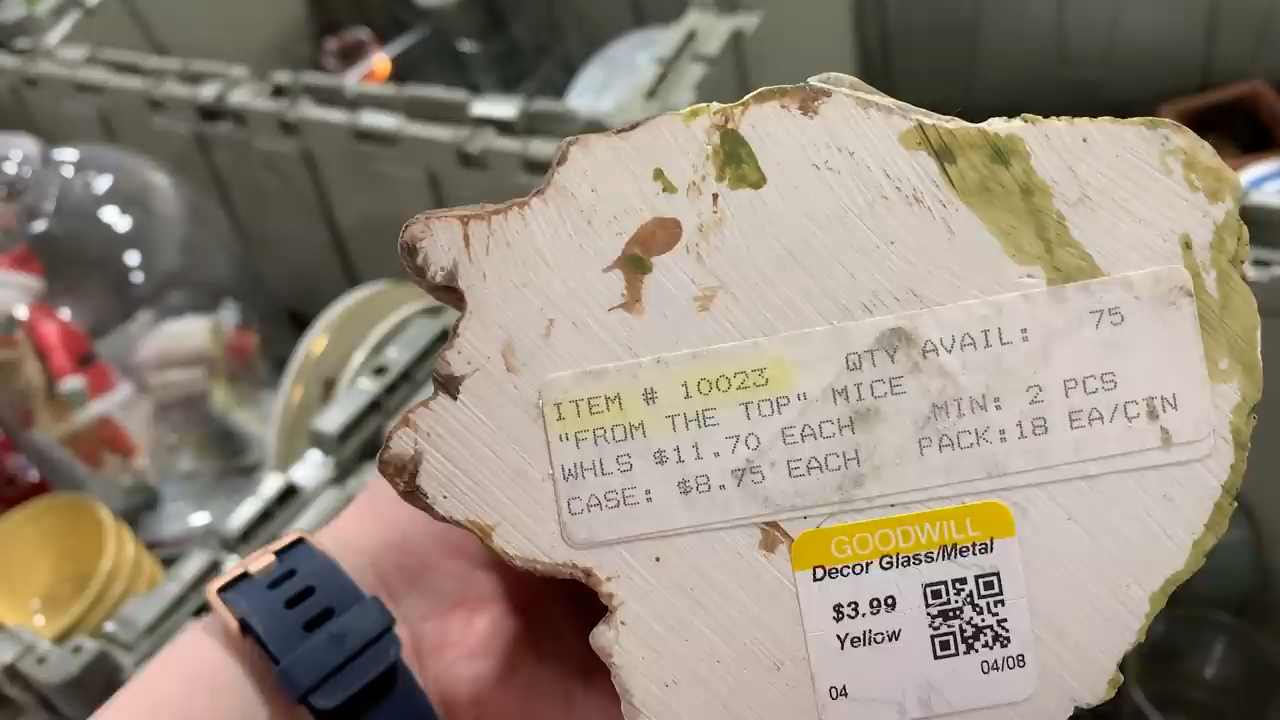 ITEM # 10023 QTY AVAIL: 75
"FROM THE TOP" MICE
WHLS $11.70 EACH MIN: 2 PCS
CASE: $8.75 EACH PACK:18 EA/CTN
GOODWILL
Decor Glass/Metal
$3.99
Yellow
04/08
04